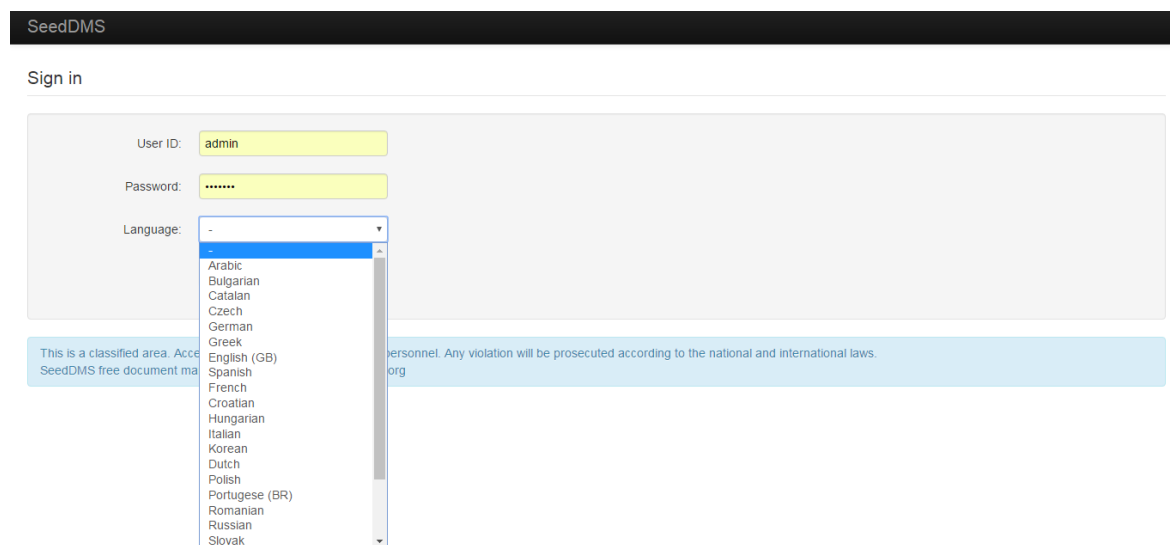 SeedDMS
Sign in
User ID: admin
Password: •••••••
Language: -
-
Arabic
Bulgarian
Catalan
Czech
German
Greek
English (GB)
Spanish
French
Croatian
Hungarian
Italian
Korean
Dutch
Polish
Portugese (BR)
Romanian
Russian
Slovak
This is a classified area. Acce personnel. Any violation will be prosecuted according to the national and international laws.
SeedDMS free document ma org